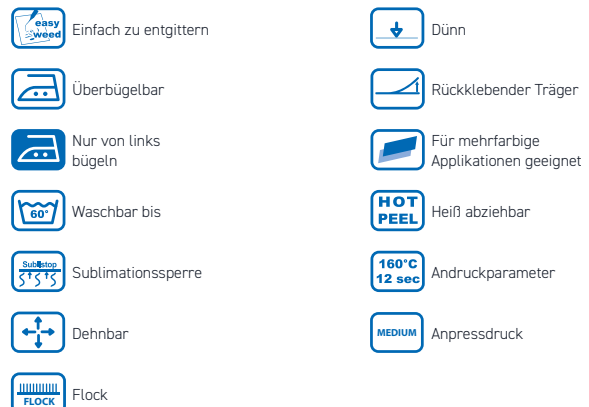 easy
weed
Einfach zu entgittern
Überbügelbar
Nur von links
bügeln
60°
Waschbar bis
Substop
Sublimationssperre
Dehnbar
FLOCK
Flock
Dünn
Rückklebender Träger
Für mehrfarbige
Applikationen geeignet
HOT
PEEL
Heiß abziehbar
160°C
12 sec
Andruckparameter
MEDIUM
Anpressdruck